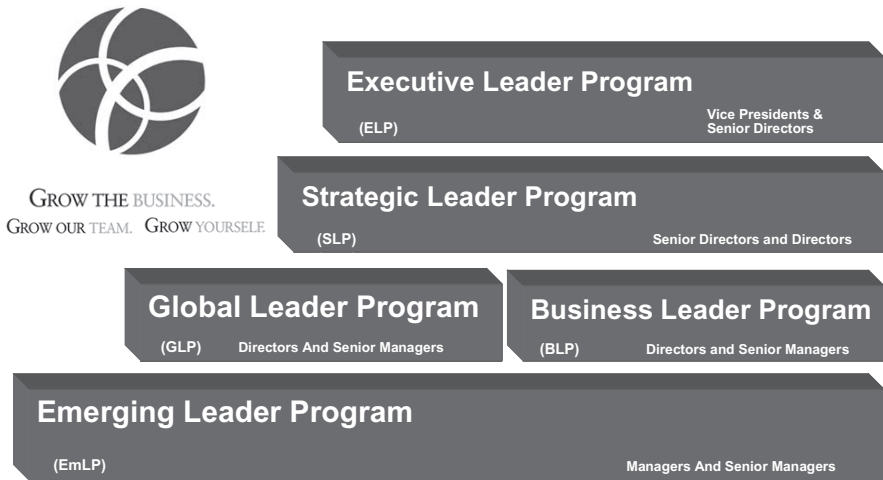 Executive Leader Program
(ELP)
Vice Presidents &
Senior Directors
GROW THE BUSINESS.
GROW OUR TEAM. GROW YOURSELF.
Strategic Leader Program
(SLP)
Senior Directors and Directors
Global Leader Program
(GLP)
Directors And Senior Managers
Business Leader Program
(BLP)
Directors and Senior Managers
Emerging Leader Program
(EmLP)
Managers And Senior Managers